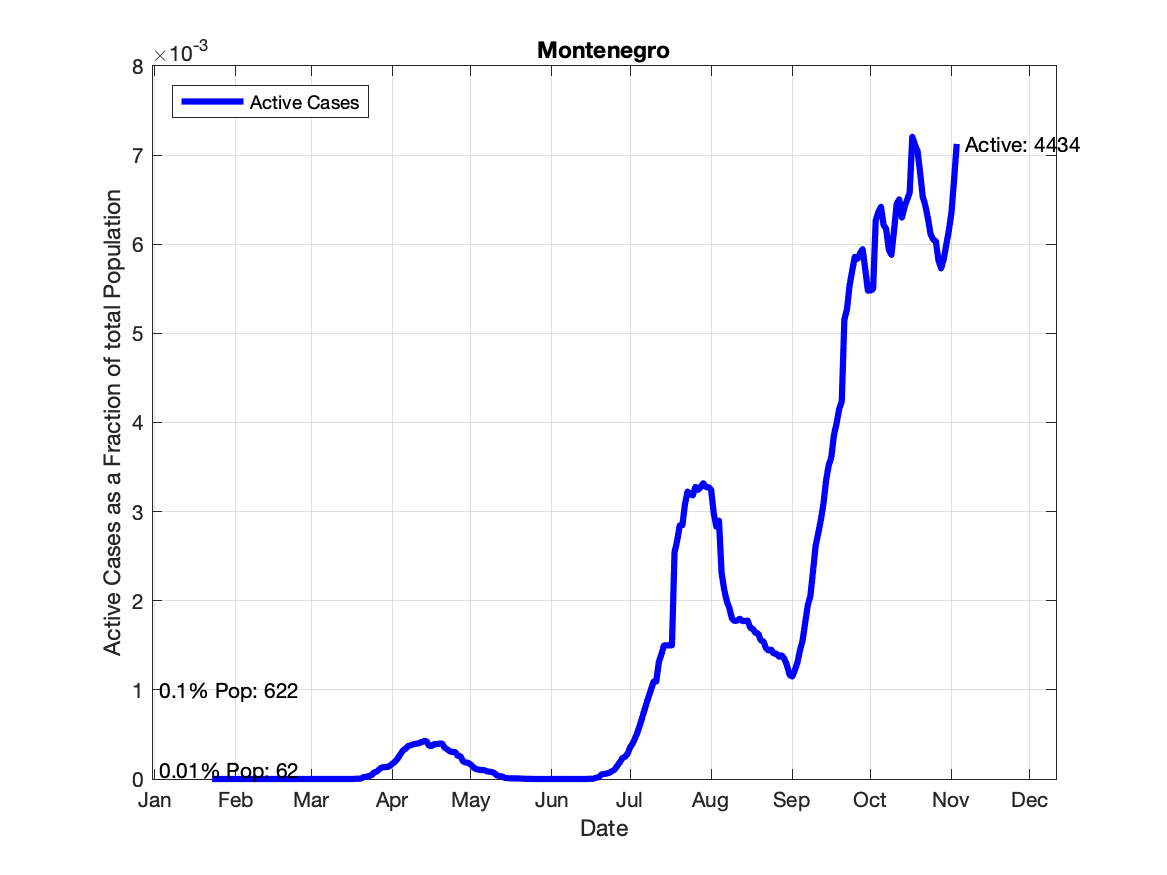 Montenegro
×10⁻³
8
Active Cases
Active: 4434
7
6
5
4
3
2
1
0
0.1% Pop: 622
0.01% Pop: 62
Active Cases as a Fraction of total Population
Jan Feb Mar Apr May Jun Jul Aug Sep Oct Nov Dec
Date